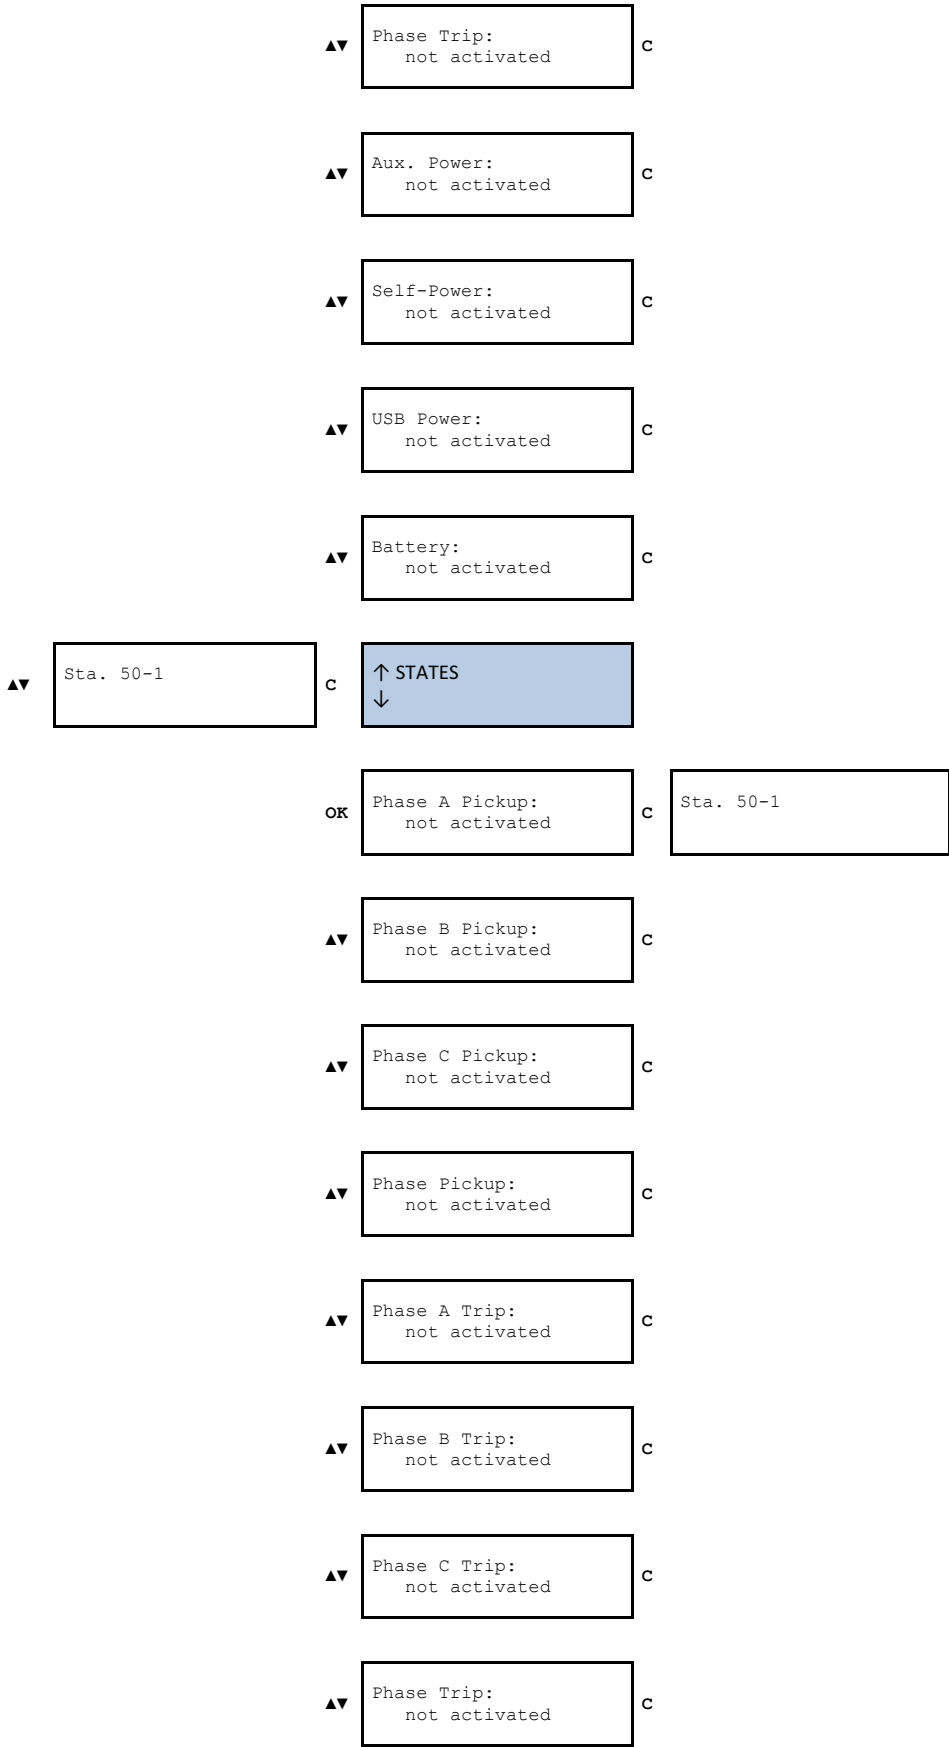 ▲▼ Phase Trip: C
not activated
▲▼ Aux. Power: C
not activated
▲▼ Self-Power: C
not activated
▲▼ USB Power: C
not activated
▲▼ Battery: C
not activated
▲▼ Sta. 50-1 C ↑ STATES
↓
OK Phase A Pickup: C Sta. 50-1
not activated
▲▼ Phase B Pickup: C
not activated
▲▼ Phase C Pickup: C
not activated
▲▼ Phase Pickup: C
not activated
▲▼ Phase A Trip: C
not activated
▲▼ Phase B Trip: C
not activated
▲▼ Phase C Trip: C
not activated
▲▼ Phase Trip: C
not activated